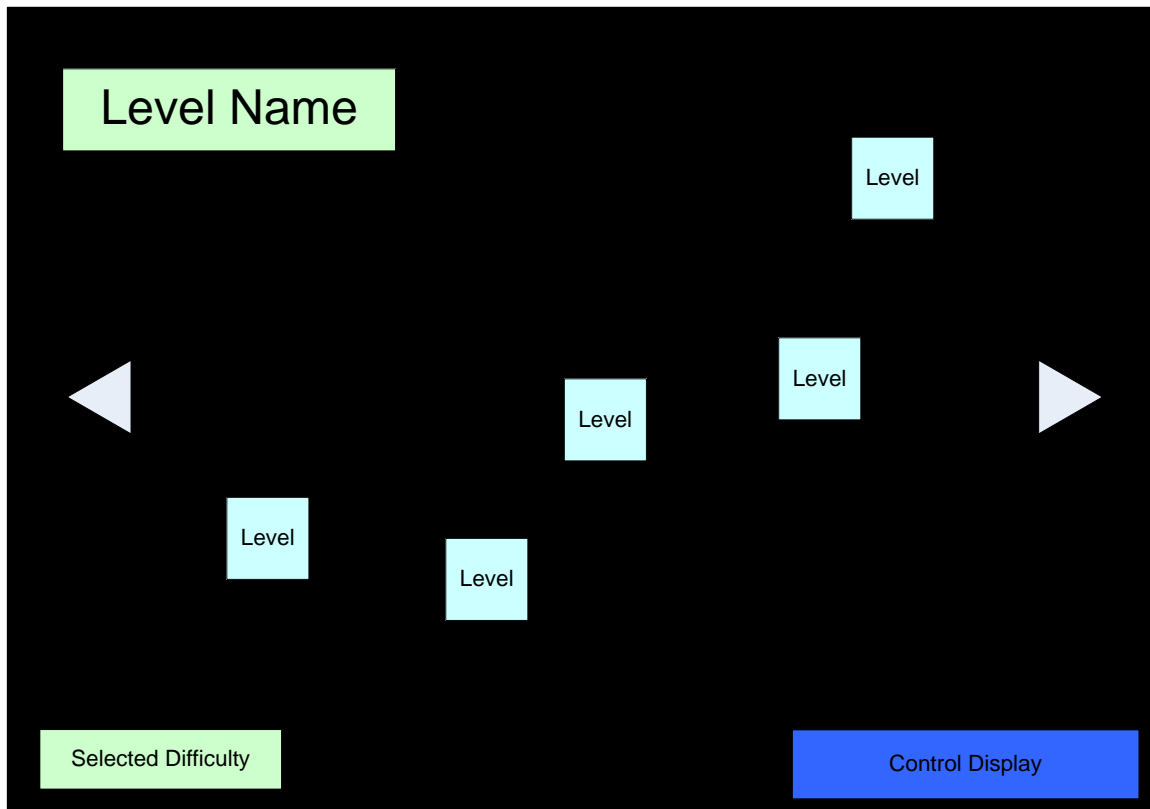 Level Name
Level
Level
Level
Level
Level
Selected Difficulty
Control Display